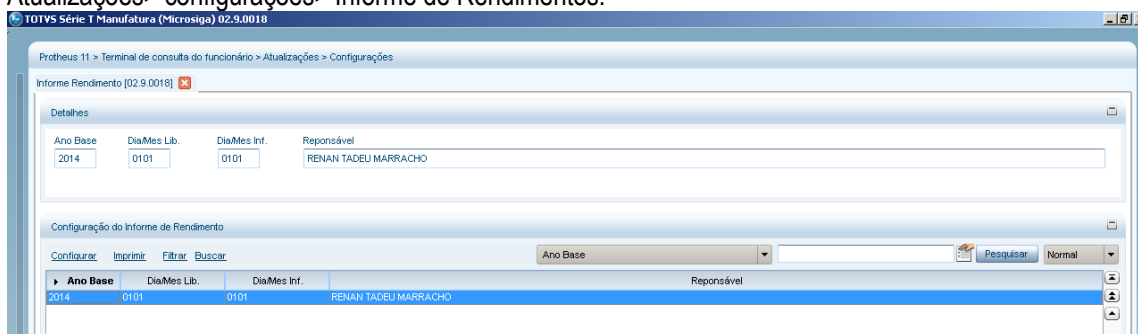 TOTVS Série T Manufatura (Microsiga) 02.9.0018
Protheus 11 > Terminal de consulta do funcionário > Atualizações > Configurações
Informe Rendimento [02.9.0018]
Detalhes
Ano Base Dia/Mes Lib. Dia/Mes Inf. Reponsável
2014 0101 0101 RENAN TADEU MARRACHO
Configuração do Informe de Rendimento
Configurar Imprimir Filtrar Buscar Ano Base Pesquisar Normal
Ano Base Dia/Mes Lib. Dia/Mes Inf. Reponsável
2014 0101 0101 RENAN TADEU MARRACHO